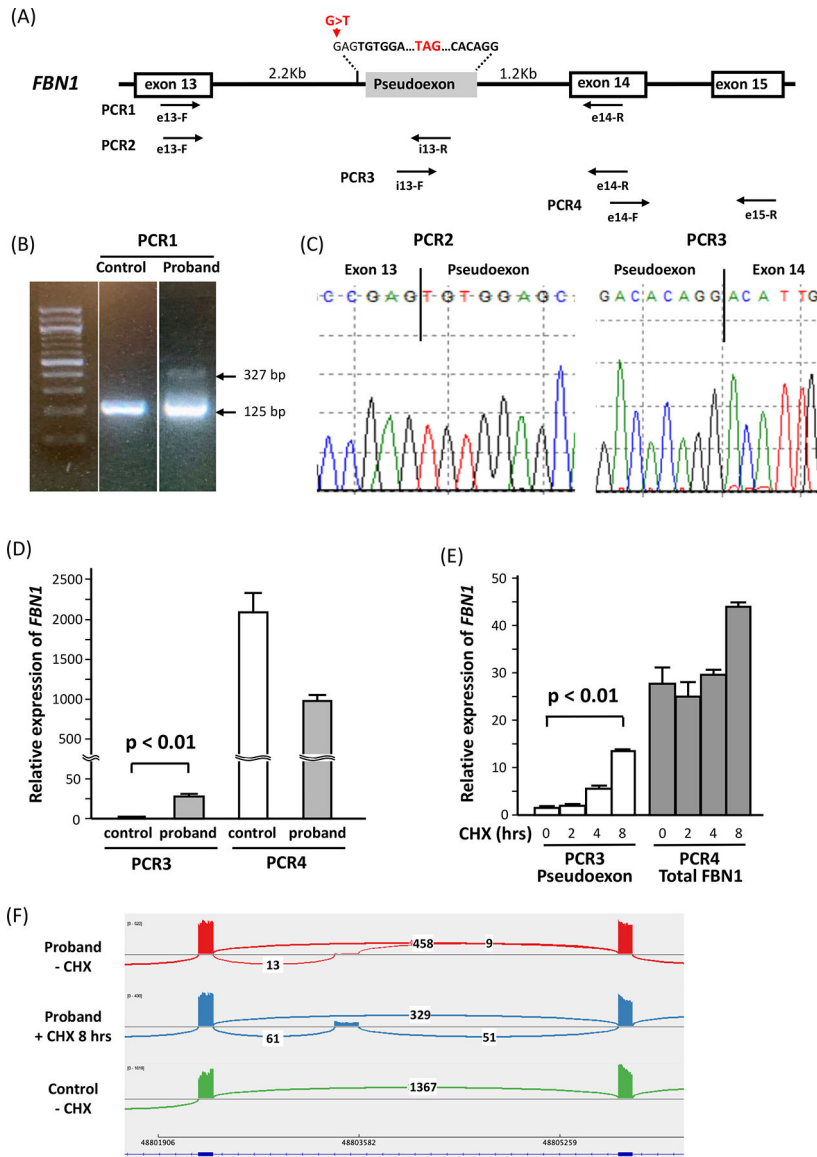 (A)
G>T
GAGTGTGGA...TAG...CACAGG
FBN1
exon 13
2.2Kb
Pseudoexon
1.2Kb
exon 14
exon 15
PCR1
e13-F
e14-R
PCR2
e13-F
i13-R
PCR3
i13-F
e14-R
PCR4
e14-F
e15-R
(B)
PCR1
Control
Proband
327 bp
125 bp
(C)
PCR2
PCR3
Exon 13
Pseudoexon
Pseudoexon
Exon 14
C C G A G T G T G G A G C
G A C A C A G G A C A T T G
(D)
Relative expression of FBN1
2500
2250
2000
1500
1000
500
50
0
p < 0.01
control
proband
control
proband
PCR3
PCR4
(E)
Relative expression of FBN1
50
40
30
20
10
0
p < 0.01
CHX (hrs)
0 2 4 8
0 2 4 8
PCR3
Pseudoexon
PCR4
Total FBN1
(F)
Proband
- CHX
[0 - 522]
458
9
13
Proband
+ CHX 8 hrs
329
61
51
Control
- CHX
1367
48801906
48803582
48805259